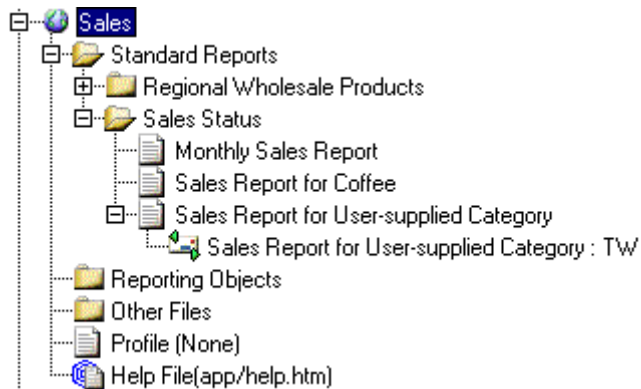 Sales
Standard Reports
Regional Wholesale Products
Sales Status
Monthly Sales Report
Sales Report for Coffee
Sales Report for User-supplied Category
Sales Report for User-supplied Category : TW
Reporting Objects
Other Files
Profile (None)
Help File(app/help.htm)